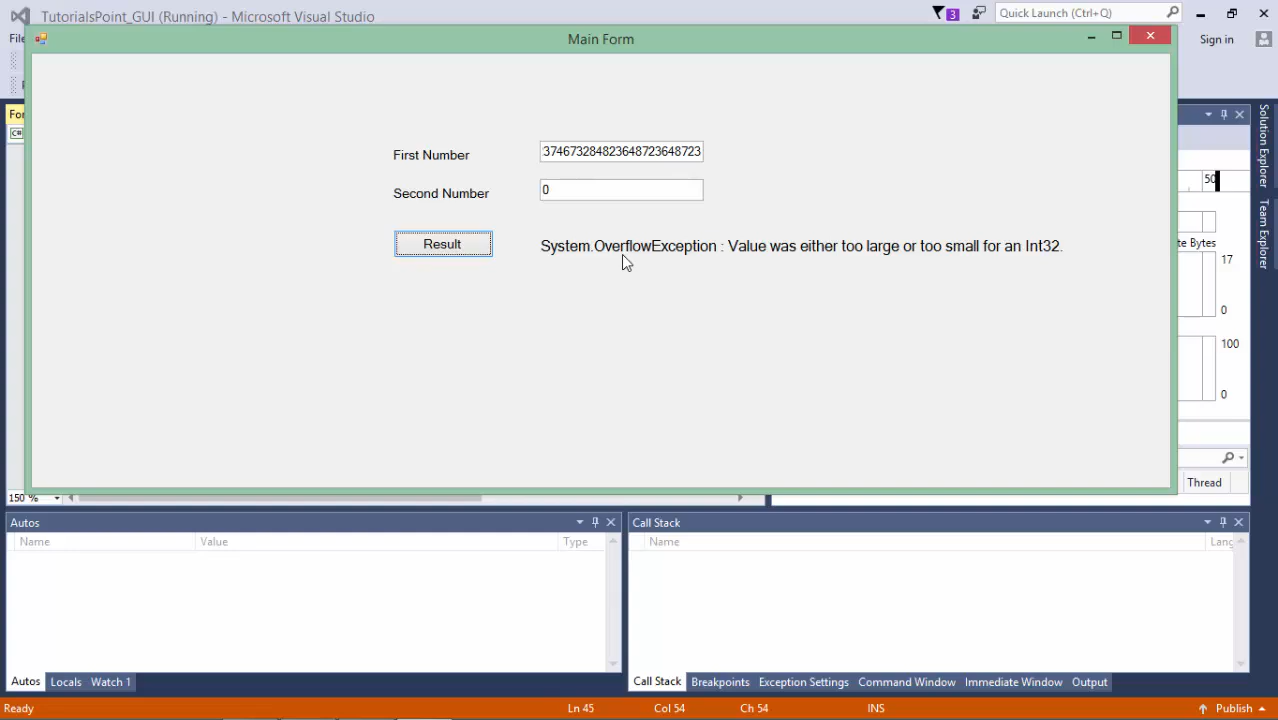 TutorialsPoint_GUI (Running) - Microsoft Visual Studio
3
Quick Launch (Ctrl+Q)
Main Form
Sign in
First Number
37467328482364872364­8723
Second Number
0
50
Result
System.OverflowException : Value was either too large or too small for an Int32.
te Bytes
17
0
100
0
Solution Explorer
Team Explorer
Thread
150 %
Autos
Name Value Type
Call Stack
Name Lang
Autos Locals Watch 1
Call Stack Breakpoints Exception Settings Command Window Immediate Window Output
Ready Ln 45 Col 54 Ch 54 INS Publish